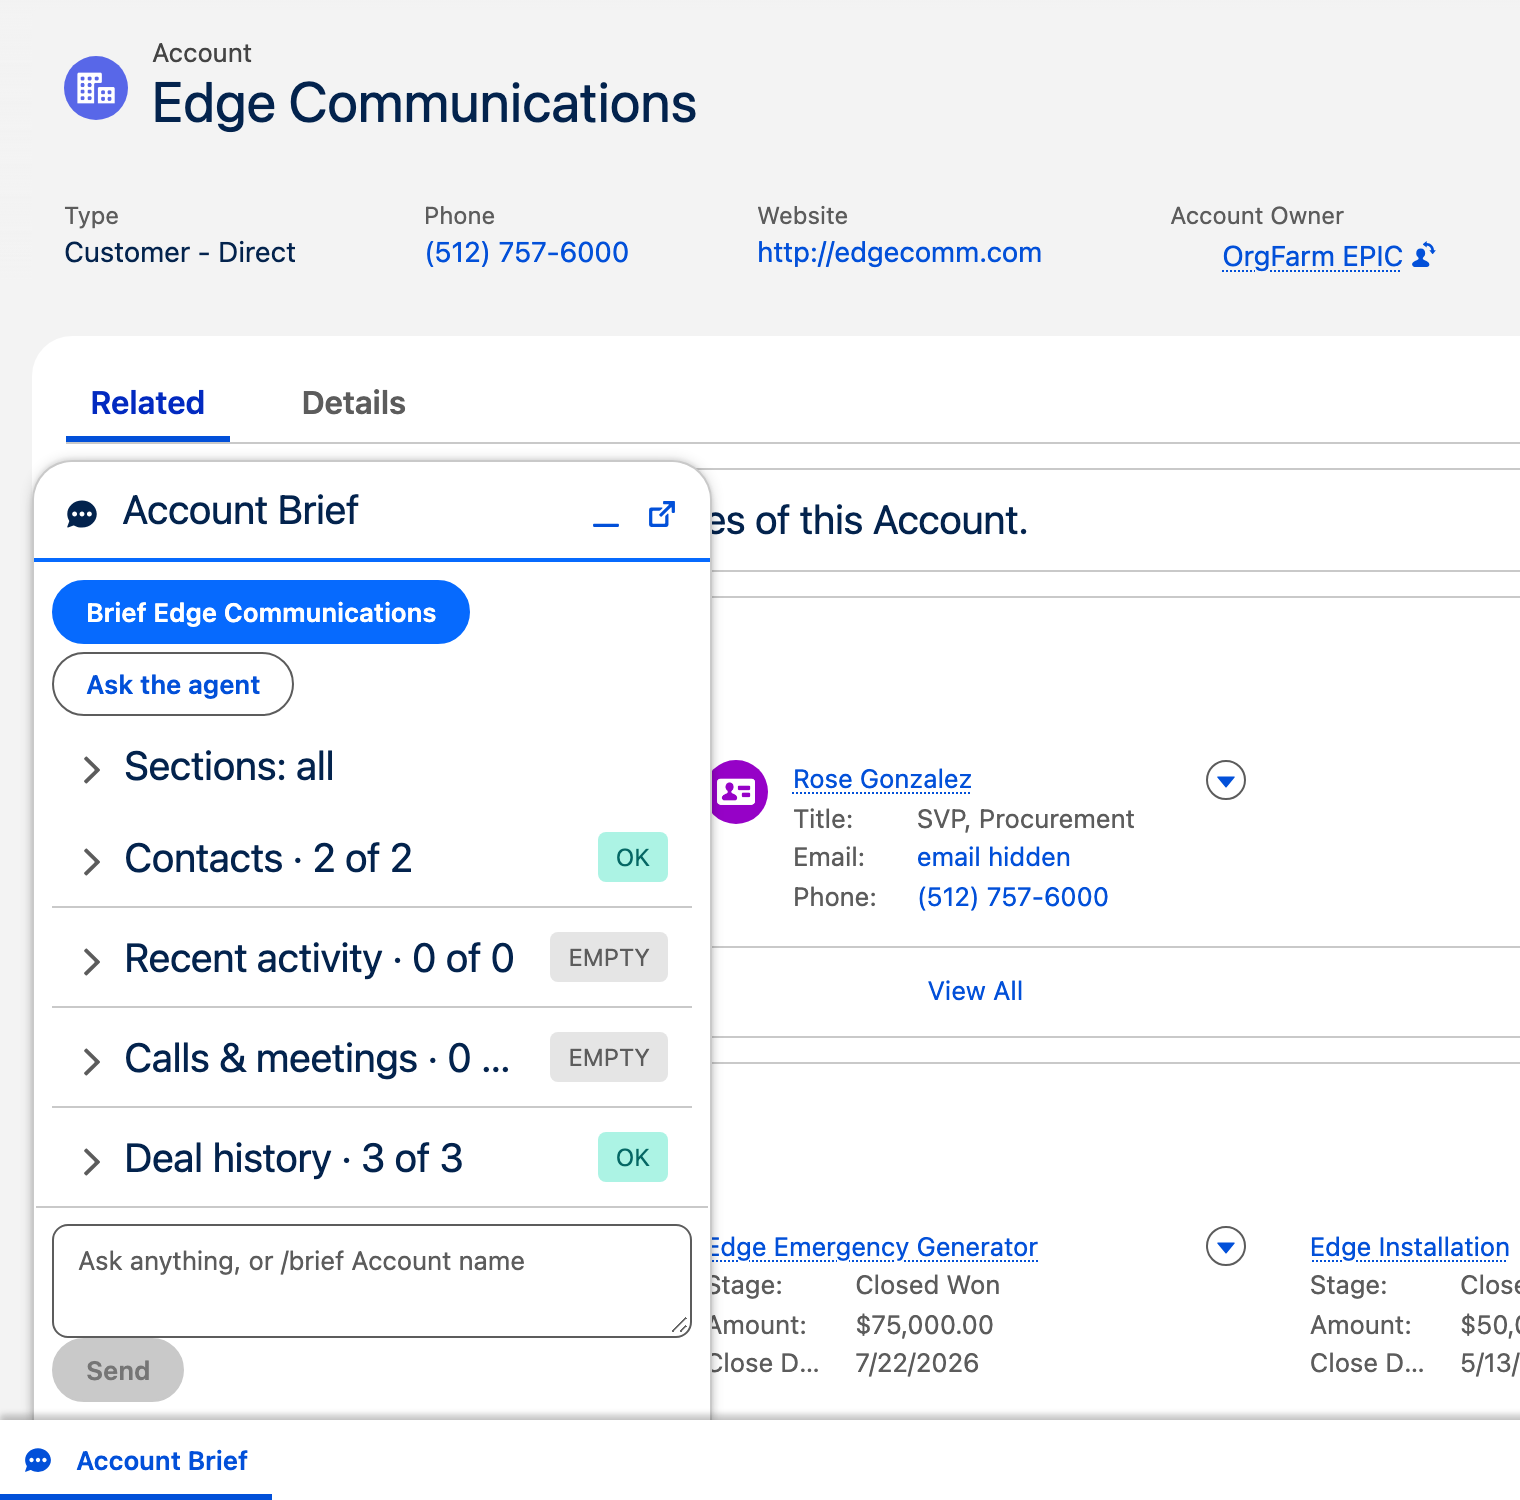 Account
Edge Communications
Type
Customer - Direct
Phone
(512) 757-6000
Website
http://edgecomm.com
Account Owner
OrgFarm EPIC
Related
Details
Account Brief
es of this Account.
Brief Edge Communications
Ask the agent
Sections: all
Contacts · 2 of 2
OK
Recent activity · 0 of 0
EMPTY
Calls & meetings · 0 ...
EMPTY
Deal history · 3 of 3
OK
Ask anything, or /brief Account name
Send
Rose Gonzalez
Title: SVP, Procurement
Email: email hidden
Phone: (512) 757-6000
View All
Edge Emergency Generator
Stage: Closed Won
Amount: $75,000.00
Close D... 7/22/2026
Edge Installation
Stage: Close
Amount: $50,0
Close D... 5/13/
Account Brief